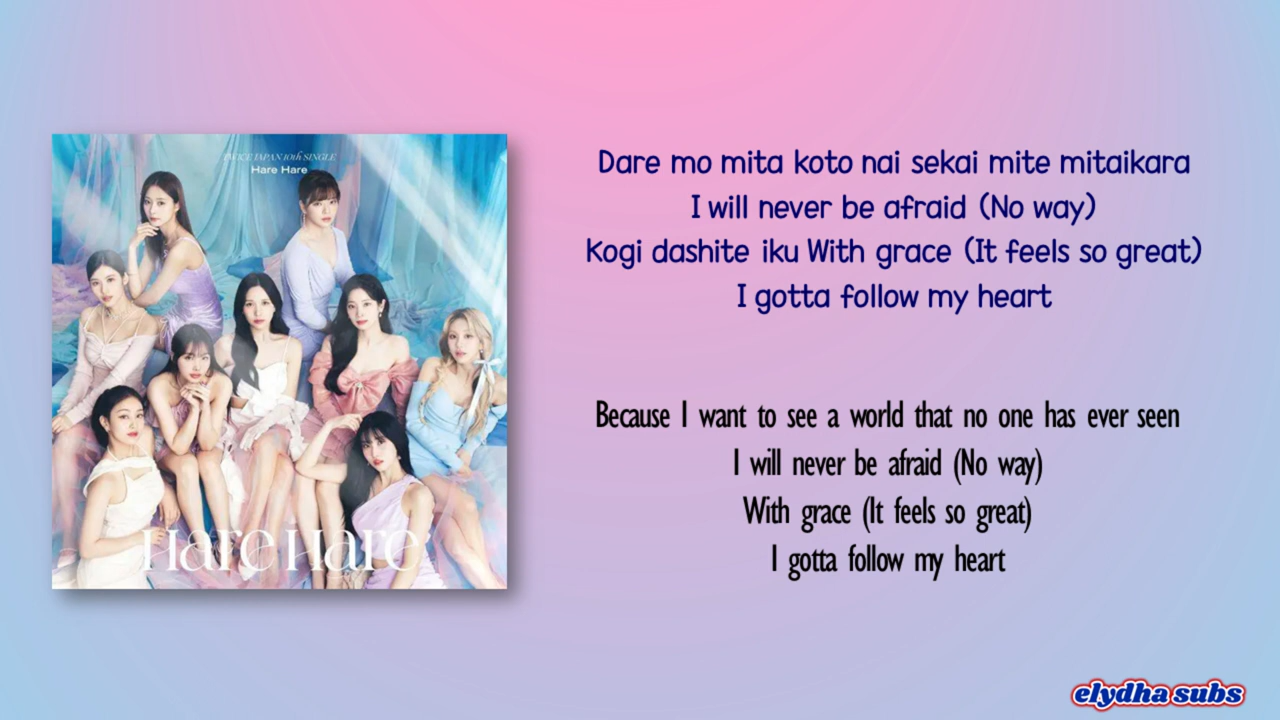 TWICE JAPAN 10th SINGLE
Hare Hare
Hare Hare
Dare mo mita koto nai sekai mite mitaikara
I will never be afraid (No way)
Kogi dashite iku With grace (It feels so great)
I gotta follow my heart
Because I want to see a world that no one has ever seen
I will never be afraid (No way)
With grace (It feels so great)
I gotta follow my heart
elydha subs